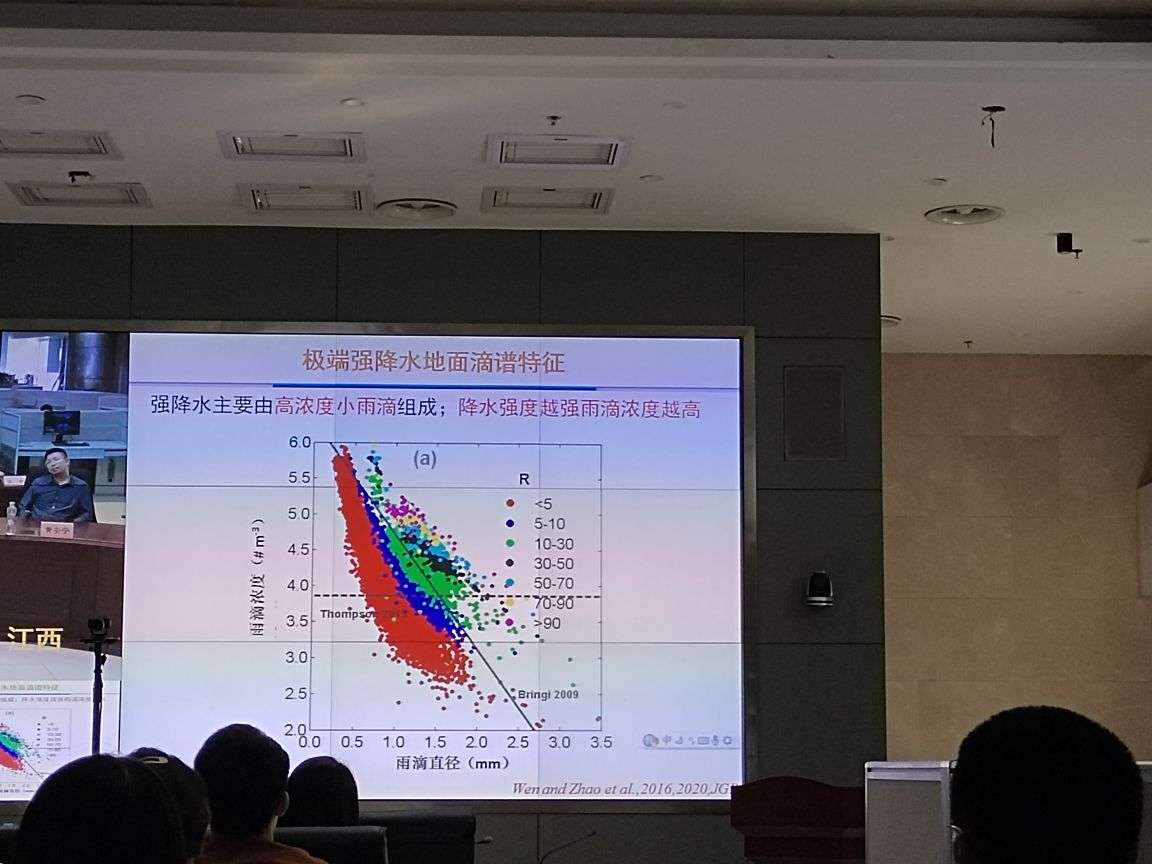 极端强降水地面滴谱特征
强降水主要由高浓度小雨滴组成；降水强度越强雨滴浓度越高
(a)
R
<5
5-10
10-30
30-50
50-70
70-90
>90
6.0
5.5
5.0
4.5
4.0
3.5
3.0
2.5
2.0
雨滴浓度（# m⁻³）
Thompson
Bringi 2009
0.0 0.5 1.0 1.5 2.0 2.5 3.0 3.5
雨滴直径（mm）
Wen and Zhao et al.,2016,2020,JG
江西